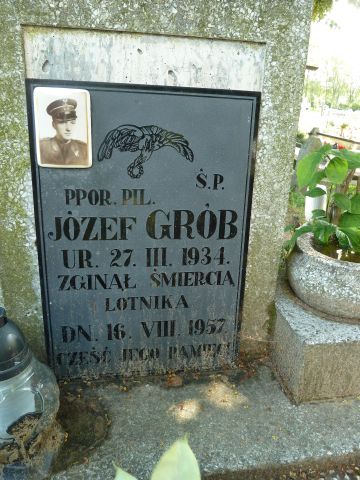 Ś.P.
PPOR. PIL.
JÓZEF GRÓB
UR. 27. III. 1934.
ZGINĄŁ ŚMIERCIĄ
LOTNIKA
DN. 16. VIII. 1957.
CZEŚĆ JEGO PAMIĘCI